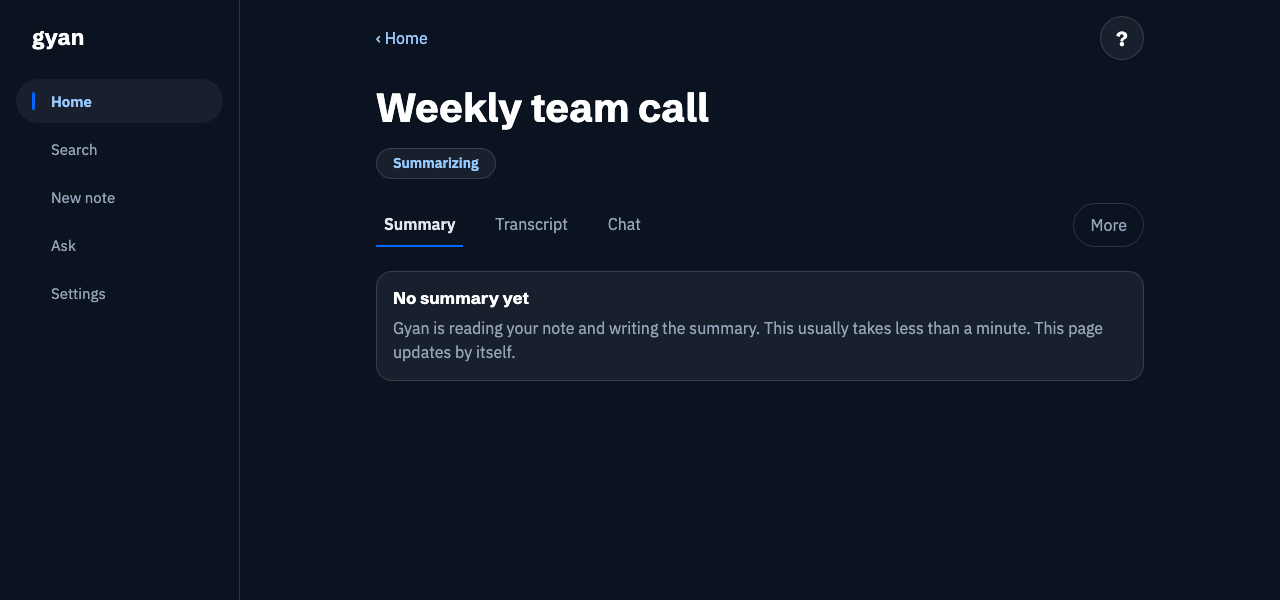 gyan
Home
Search
New note
Ask
Settings
‹ Home
?
Weekly team call
Summarizing
Summary
Transcript
Chat
More
No summary yet
Gyan is reading your note and writing the summary. This usually takes less than a minute. This page
updates by itself.